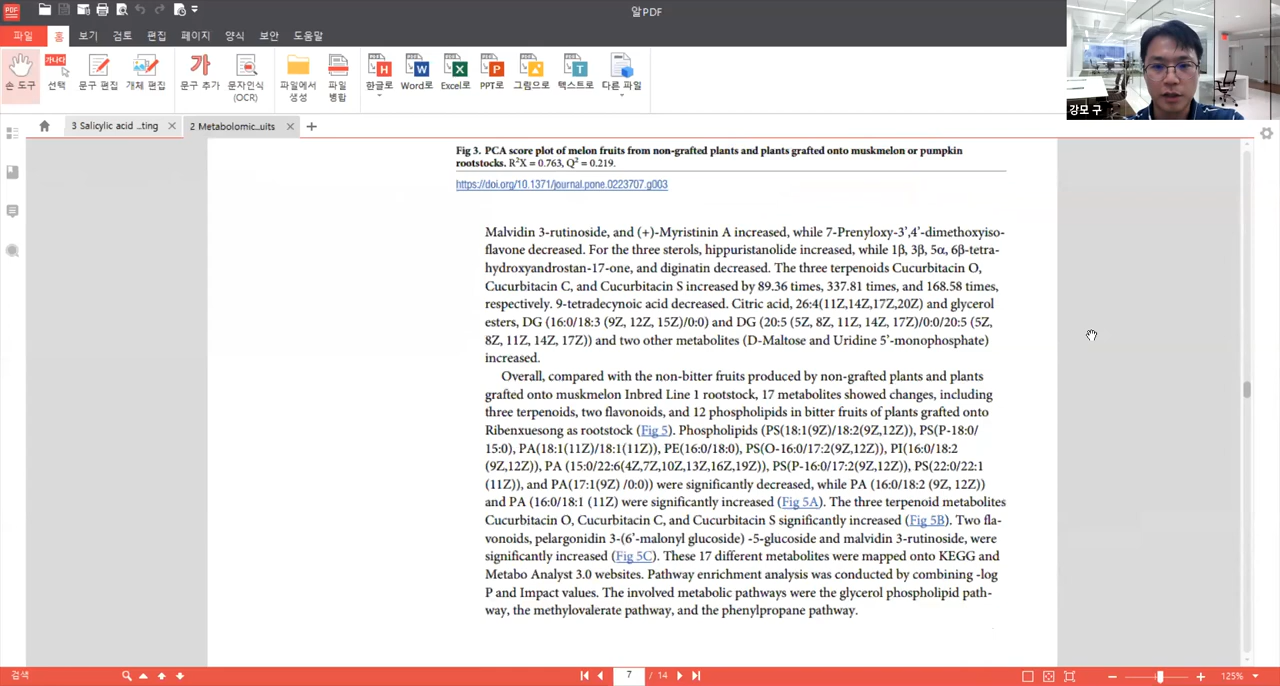 PDF
알PDF
파일
홈
보기
검토
편집
페이지
양식
보안
도움말
손 도구
가나다
선택
문구 편집
개체 편집
가
문구 추가
문자인식
(OCR)
파일에서
생성
파일
병합
H
한글로
W
Word로
X
Excel로
P
PPT로
그림으로
T
텍스트로
다른 파일
강모 구
3 Salicylic acid ...ting
2 Metabolomic...uits
Fig 3. PCA score plot of melon fruits from non-grafted plants and plants grafted onto muskmelon or pumpkin
rootstocks. R²X = 0.763, Q² = 0.219.
https://doi.org/10.1371/journal.pone.0223707.g003
Malvidin 3-rutinoside, and (+)-Myristinin A increased, while 7-Prenyloxy-3',4'-dimethoxyiso-
flavone decreased. For the three sterols, hippuristanolide increased, while 1β, 3β, 5α, 6β-tetra-
hydroxyandrostan-17-one, and diginatin decreased. The three terpenoids Cucurbitacin O,
Cucurbitacin C, and Cucurbitacin S increased by 89.36 times, 337.81 times, and 168.58 times,
respectively. 9-tetradecynoic acid decreased. Citric acid, 26:4(11Z,14Z,17Z,20Z) and glycerol
esters, DG (16:0/18:3 (9Z, 12Z, 15Z)/0:0) and DG (20:5 (5Z, 8Z, 11Z, 14Z, 17Z)/0:0/20:5 (5Z,
8Z, 11Z, 14Z, 17Z)) and two other metabolites (D-Maltose and Uridine 5'-monophosphate)
increased.
Overall, compared with the non-bitter fruits produced by non-grafted plants and plants
grafted onto muskmelon Inbred Line 1 rootstock, 17 metabolites showed changes, including
three terpenoids, two flavonoids, and 12 phospholipids in bitter fruits of plants grafted onto
Ribenxuesong as rootstock (Fig 5). Phospholipids (PS(18:1(9Z)/18:2(9Z,12Z)), PS(P-18:0/
15:0), PA(18:1(11Z)/18:1(11Z)), PE(16:0/18:0), PS(O-16:0/17:2(9Z,12Z)), PI(16:0/18:2
(9Z,12Z)), PA (15:0/22:6(4Z,7Z,10Z,13Z,16Z,19Z)), PS(P-16:0/17:2(9Z,12Z)), PS(22:0/22:1
(11Z)), and PA(17:1(9Z) /0:0)) were significantly decreased, while PA (16:0/18:2 (9Z, 12Z))
and PA (16:0/18:1 (11Z) were significantly increased (Fig 5A). The three terpenoid metabolites
Cucurbitacin O, Cucurbitacin C, and Cucurbitacin S significantly increased (Fig 5B). Two fla-
vonoids, pelargonidin 3-(6'-malonyl glucoside) -5-glucoside and malvidin 3-rutinoside, were
significantly increased (Fig 5C). These 17 different metabolites were mapped onto KEGG and
Metabo Analyst 3.0 websites. Pathway enrichment analysis was conducted by combining -log
P and Impact values. The involved metabolic pathways were the glycerol phospholipid path-
way, the methylovalerate pathway, and the phenylpropane pathway.
검색
7 / 14
125%